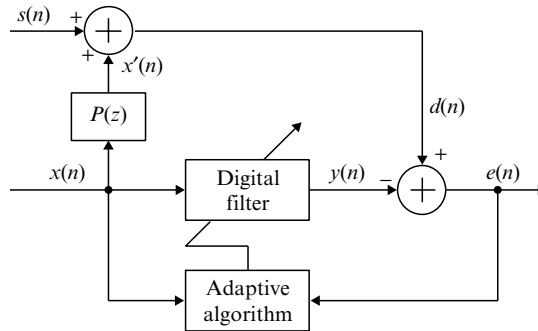 s(n) +
+ x′(n)
P(z)
d(n)
x(n)
Digital
filter
y(n) − +
e(n)
Adaptive
algorithm